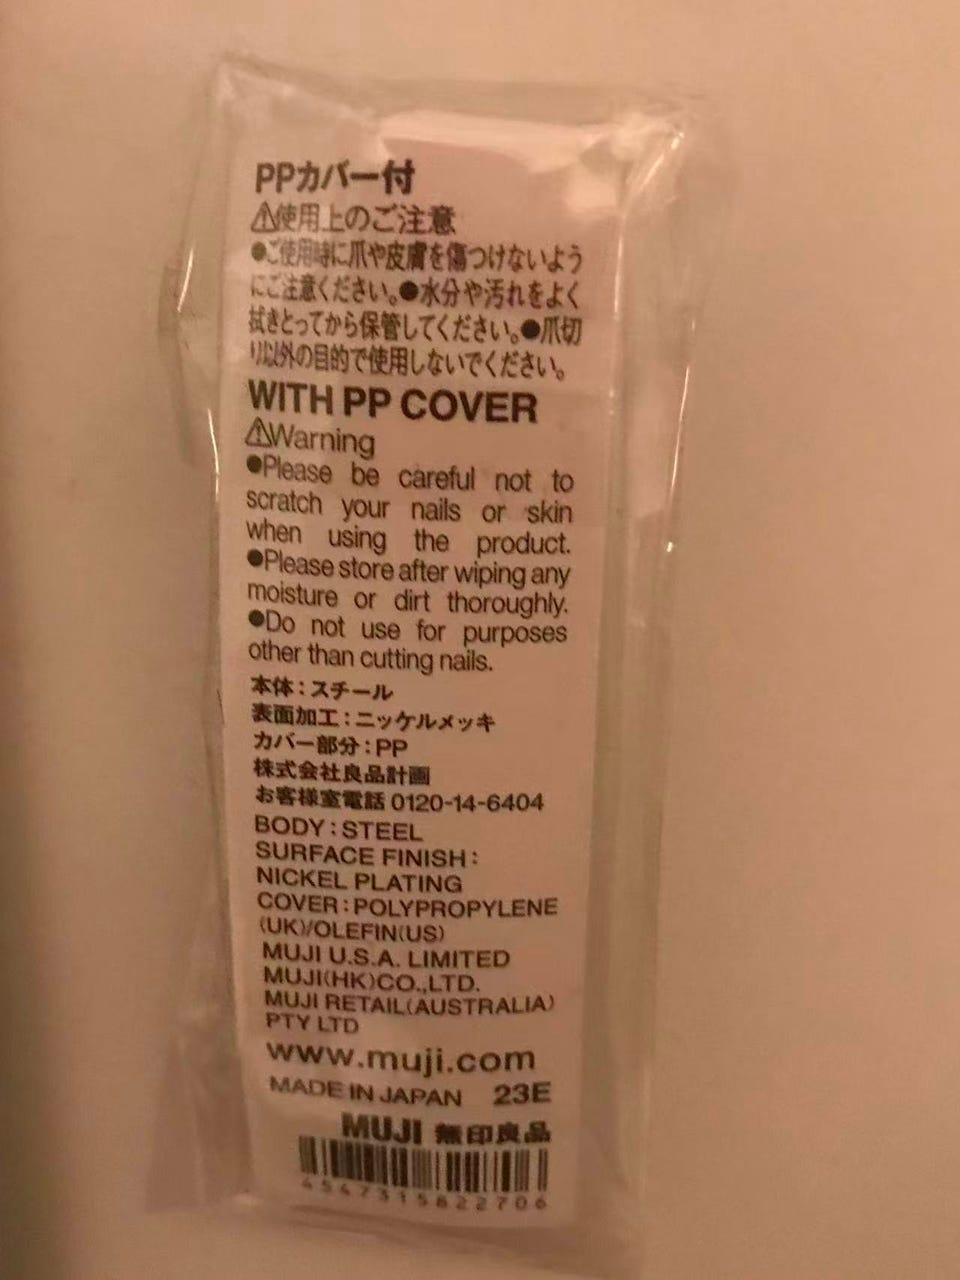 PPカバー付
⚠使用上のご注意
●ご使用時に爪や皮膚を傷つけないよう
にご注意ください。●水分や汚れをよく
拭きとってから保管してください。●爪切
り以外の目的で使用しないでください。
WITH PP COVER
⚠Warning
●Please be careful not to
scratch your nails or skin
when using the product.
●Please store after wiping any
moisture or dirt thoroughly.
●Do not use for purposes
other than cutting nails.
本体：スチール
表面加工：ニッケルメッキ
カバー部分：PP
株式会社良品計画
お客様室電話 0120-14-6404
BODY：STEEL
SURFACE FINISH：
NICKEL PLATING
COVER：POLYPROPYLENE
(UK)/OLEFIN(US)
MUJI U.S.A. LIMITED
MUJI(HK)CO.,LTD.
MUJI RETAIL(AUSTRALIA)
PTY LTD
www.muji.com
MADE IN JAPAN 23E
MUJI 無印良品
4547315822706